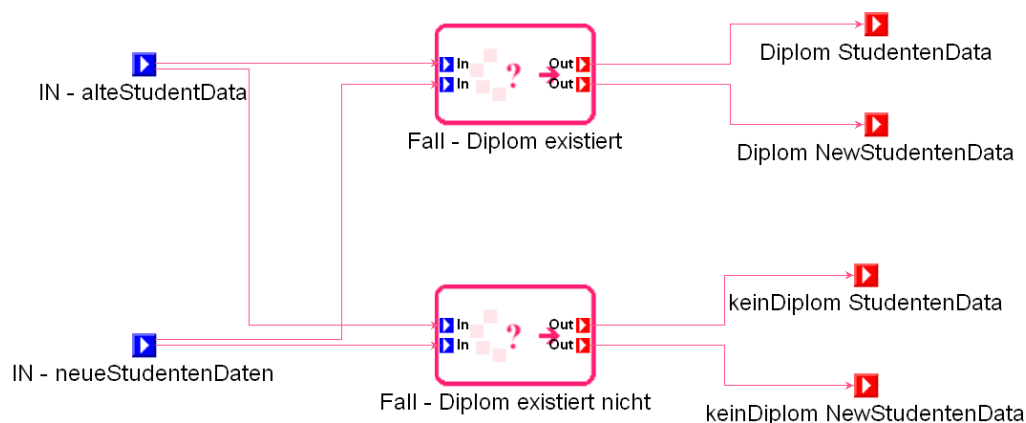 IN - alteStudentData
In
In
?
Out
Out
Fall - Diplom existiert
Diplom StudentenData
Diplom NewStudentenData
IN - neueStudentenDaten
In
In
?
Out
Out
Fall - Diplom existiert nicht
keinDiplom StudentenData
keinDiplom NewStudentenData